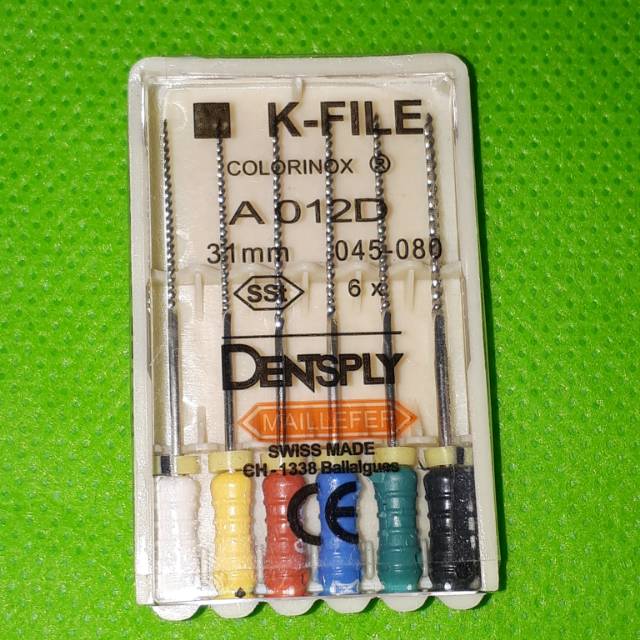 K-FILE
COLORINOX ®
A 012D
31mm 045-080
SSt 6 x
DENTSPLY
MAILLEFER
SWISS MADE
CH - 1338 Ballaigues
CE